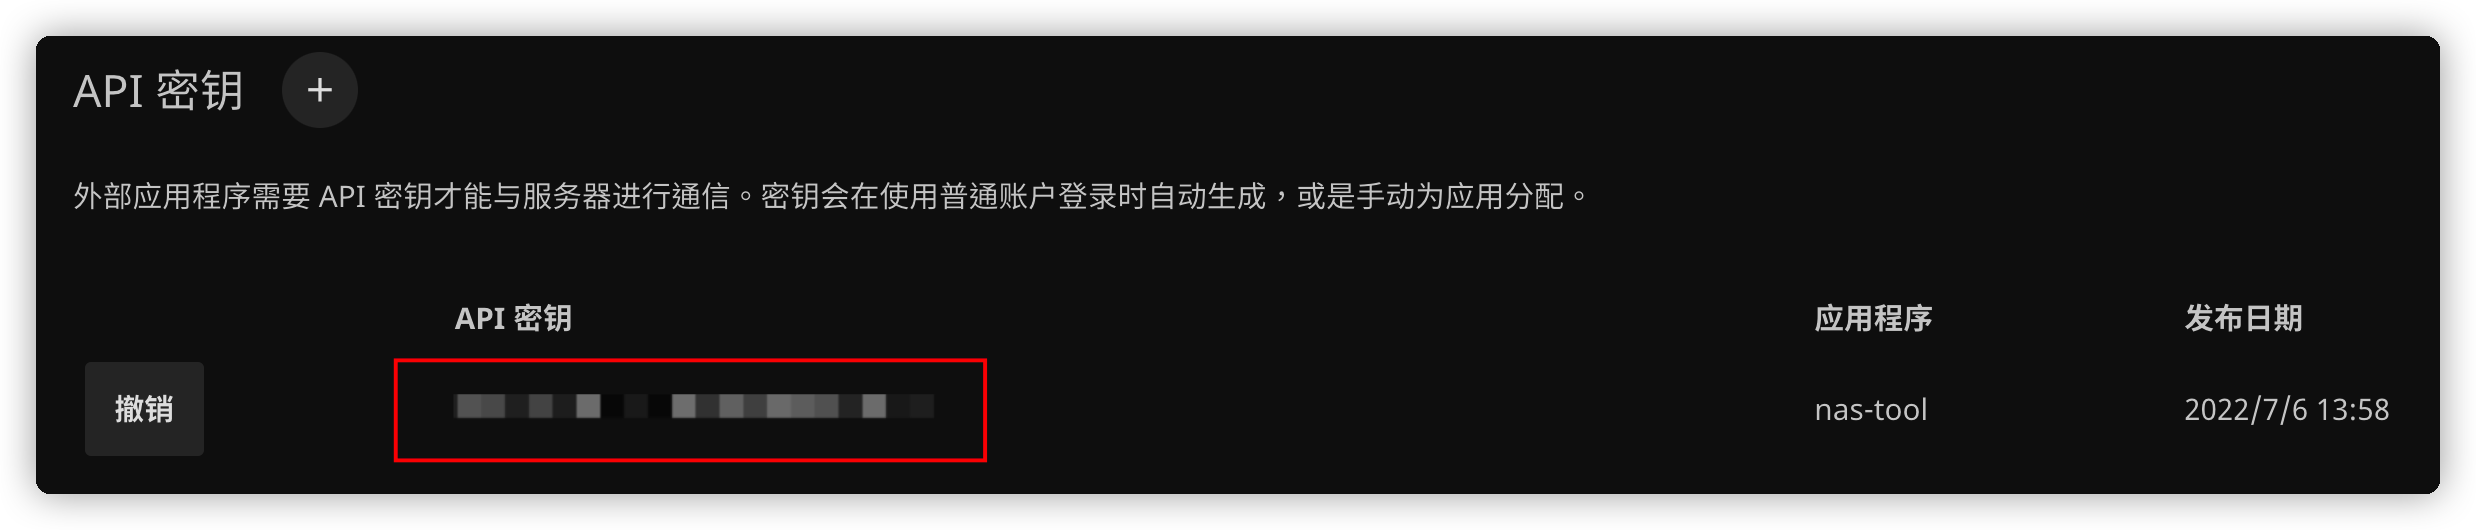 API 密钥 +
外部应用程序需要 API 密钥才能与服务器进行通信。密钥会在使用普通账户登录时自动生成，或是手动为应用分配。
API 密钥 应用程序 发布日期
撤销 nas-tool 2022/7/6 13:58